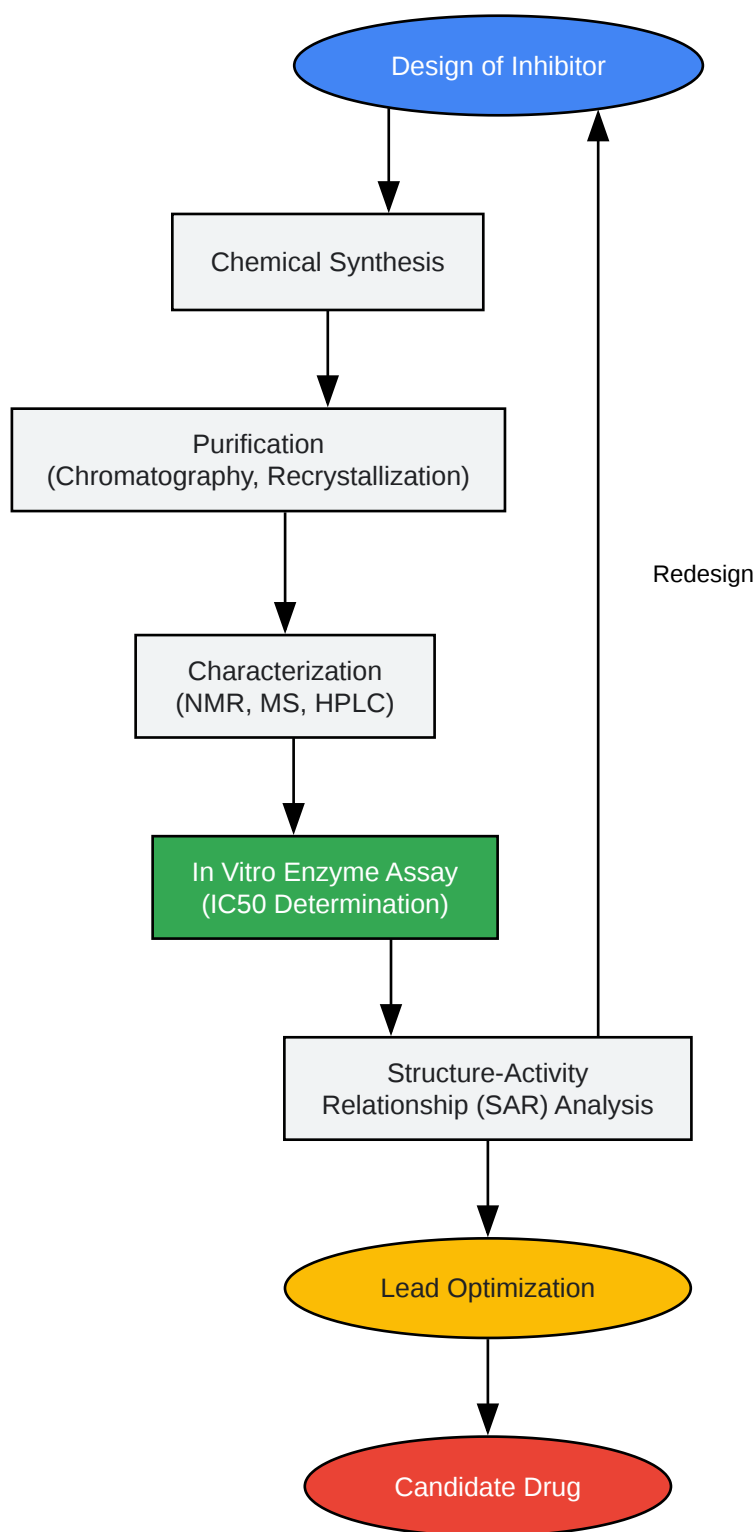 Design of Inhibitor
Chemical Synthesis
Purification
(Chromatography, Recrystallization)
Redesign
Characterization
(NMR, MS, HPLC)
In Vitro Enzyme Assay
(IC50 Determination)
Structure-Activity
Relationship (SAR) Analysis
Lead Optimization
Candidate Drug